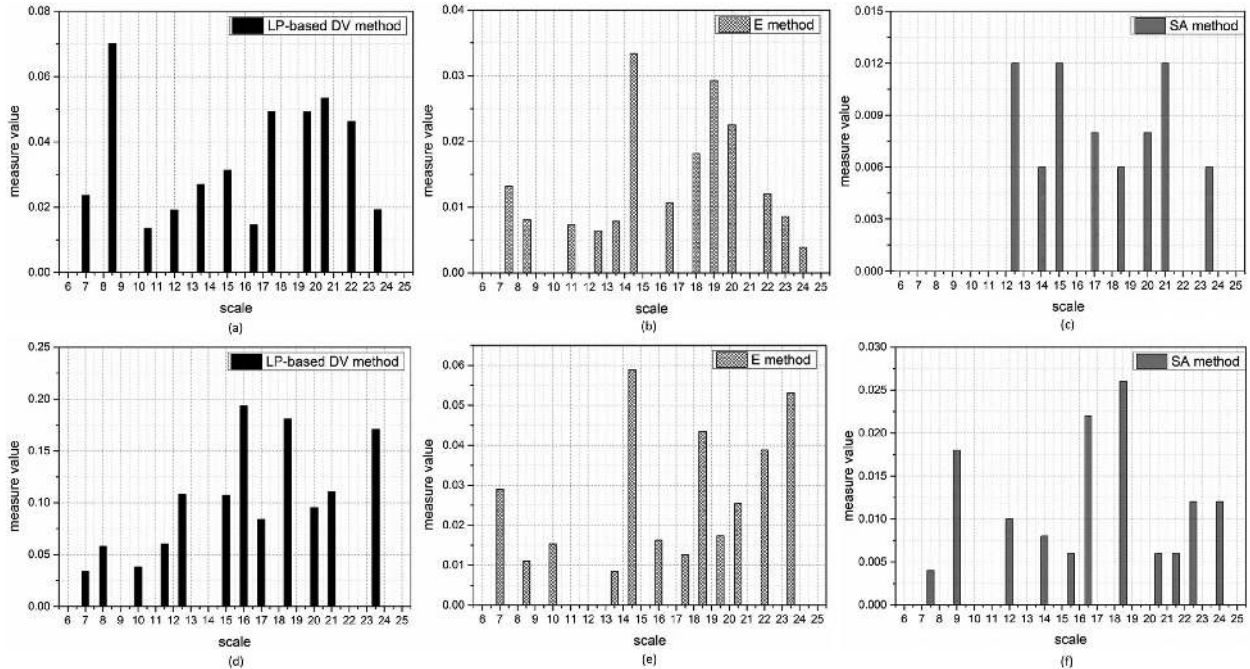 LP-based DV method
measure value
0.08
0.06
0.04
0.02
0.00
6 7 8 9 10 11 12 13 14 15 16 17 18 19 20 21 22 23 24 25
scale
(a)
E method
measure value
0.04
0.03
0.02
0.01
0.00
6 7 8 9 10 11 12 13 14 15 16 17 18 19 20 21 22 23 24 25
scale
(b)
SA method
measure value
0.015
0.012
0.009
0.006
0.003
0.000
6 7 8 9 10 11 12 13 14 15 16 17 18 19 20 21 22 23 24 25
scale
(c)
LP-based DV method
measure value
0.25
0.20
0.15
0.10
0.05
0.00
6 7 8 9 10 11 12 13 14 15 16 17 18 19 20 21 22 23 24 25
scale
(d)
E method
measure value
0.06
0.05
0.04
0.03
0.02
0.01
0.00
6 7 8 9 10 11 12 13 14 15 16 17 18 19 20 21 22 23 24 25
scale
(e)
SA method
measure value
0.030
0.025
0.020
0.015
0.010
0.005
0.000
6 7 8 9 10 11 12 13 14 15 16 17 18 19 20 21 22 23 24 25
scale
(f)